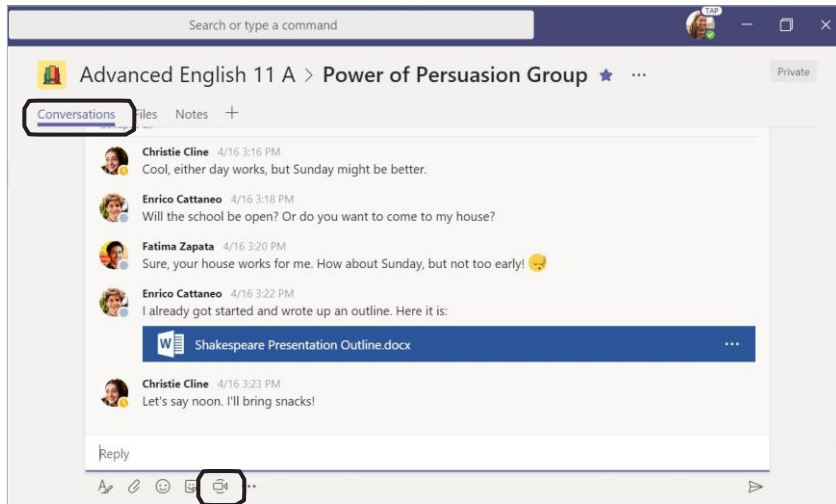 Search or type a command
TAP
Advanced English 11 A > Power of Persuasion Group
Private
Conversations Files Notes
Christie Cline 4/16 3:16 PM
Cool, either day works, but Sunday might be better.
Enrico Cattaneo 4/16 3:18 PM
Will the school be open? Or do you want to come to my house?
Fatima Zapata 4/16 3:20 PM
Sure, your house works for me. How about Sunday, but not too early!
Enrico Cattaneo 4/16 3:22 PM
I already got started and wrote up an outline. Here it is:
W Shakespeare Presentation Outline.docx
Christie Cline 4/16 3:23 PM
Let's say noon. I'll bring snacks!
Reply